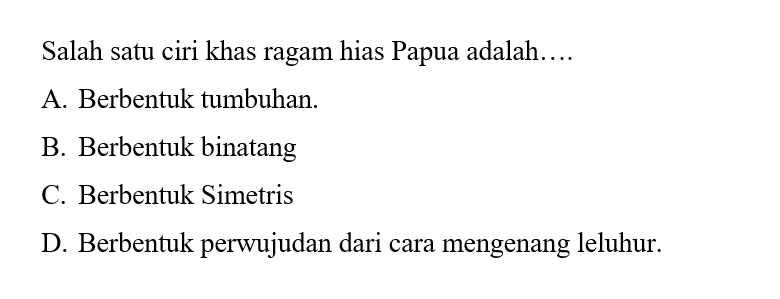 Salah satu ciri khas ragam hias Papua adalah….
A. Berbentuk tumbuhan.
B. Berbentuk binatang
C. Berbentuk Simetris
D. Berbentuk perwujudan dari cara mengenang leluhur.